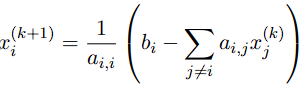 x_i^{(k+1)} = \frac{1}{a_{i,i}} \left( b_i - \sum_{j \neq i} a_{i,j} x_j^{(k)} \right)